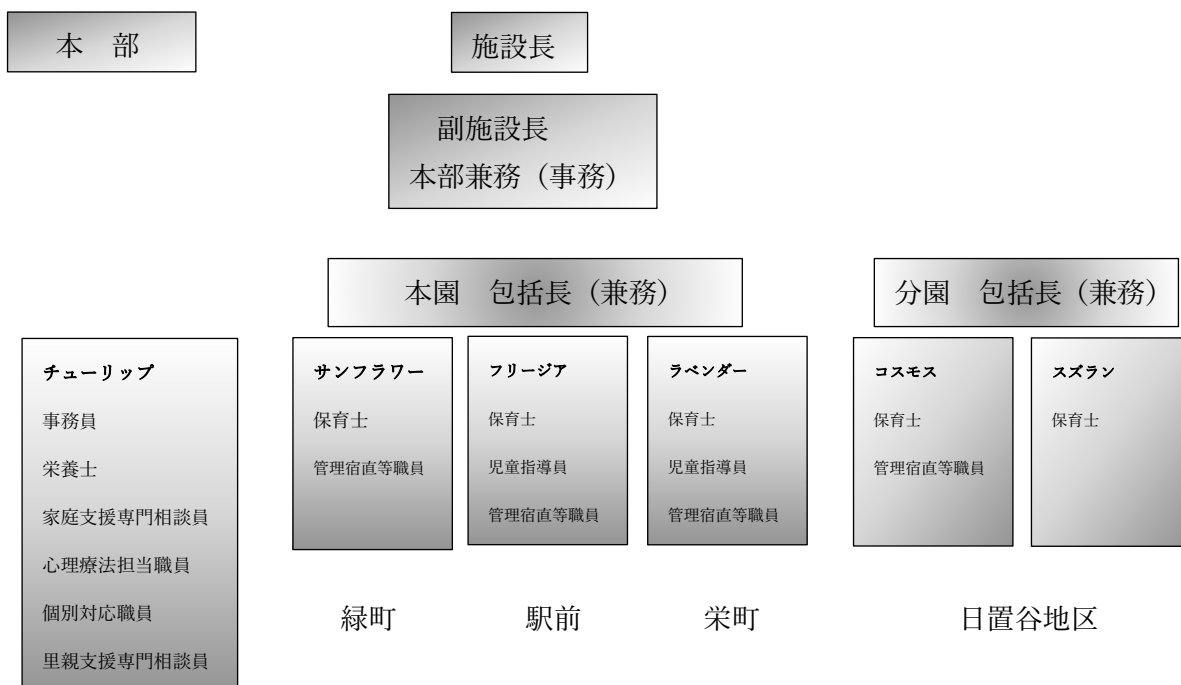 本　部
施設長
副施設長
本部兼務（事務）
本園　包括長（兼務）
分園　包括長（兼務）
チューリップ
事務員
栄養士
家庭支援専門相談員
心理療法担当職員
個別対応職員
里親支援専門相談員
サンフラワー
保育士
管理宿直等職員
フリージア
保育士
児童指導員
管理宿直等職員
ラベンダー
保育士
児童指導員
管理宿直等職員
コスモス
保育士
管理宿直等職員
スズラン
保育士
緑町
駅前
栄町
日置谷地区